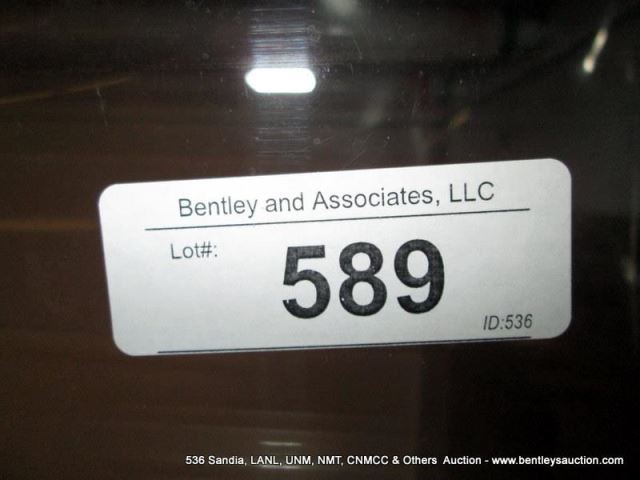 Bentley and Associates, LLC
Lot#:
589
ID:536
536 Sandia, LANL, UNM, NMT, CNMCC & Others  Auction - www.bentleysauction.com